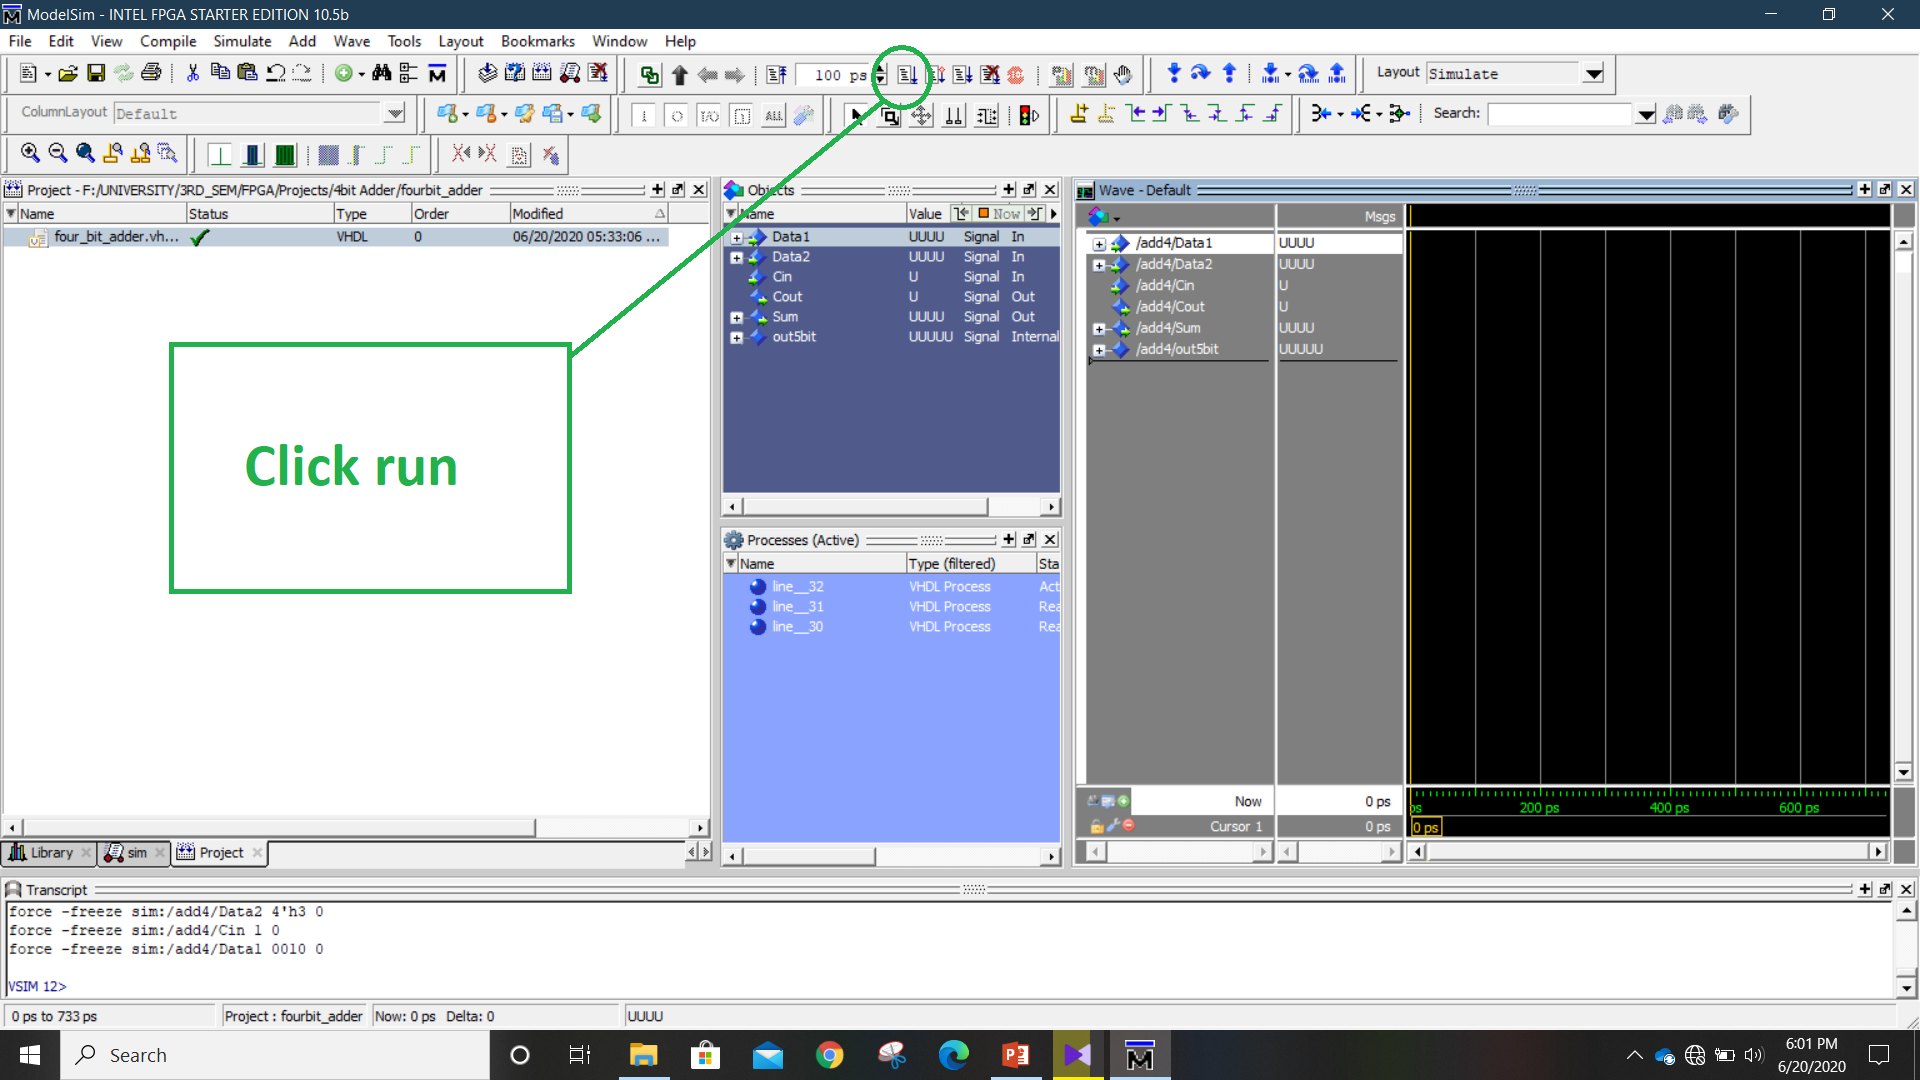 ModelSim - INTEL FPGA STARTER EDITION 10.5b
File Edit View Compile Simulate Add Wave Tools Layout Bookmarks Window Help
100 ps
Layout Simulate
ColumnLayout Default
Search:
Project - F:/UNIVERSITY/3RD_SEM/FPGA/Projects/4bit Adder/fourbit_adder
Name Status Type Order Modified
four_bit_adder.vh... VHDL 0 06/20/2020 05:33:06 ...
Click run
Library sim Project
Objects
Name Value Now
Data1 UUUU Signal In
Data2 UUUU Signal In
Cin U Signal In
Cout U Signal Out
Sum UUUU Signal Out
out5bit UUUUU Signal Internal
Processes (Active)
Name Type (filtered) Sta
line__32 VHDL Process Act
line__31 VHDL Process Rea
line__30 VHDL Process Rea
Wave - Default
Msgs
/add4/Data1 UUUU
/add4/Data2 UUUU
/add4/Cin U
/add4/Cout U
/add4/Sum UUUU
/add4/out5bit UUUUU
Now 0 ps
ps 200 ps 400 ps 600 ps
Cursor 1 0 ps
0 ps
Transcript
force -freeze sim:/add4/Data2 4'h3 0
force -freeze sim:/add4/Cin 1 0
force -freeze sim:/add4/Data1 0010 0
VSIM 12>
0 ps to 733 ps Project : fourbit_adder Now: 0 ps Delta: 0 UUUU
Search
6:01 PM
6/20/2020